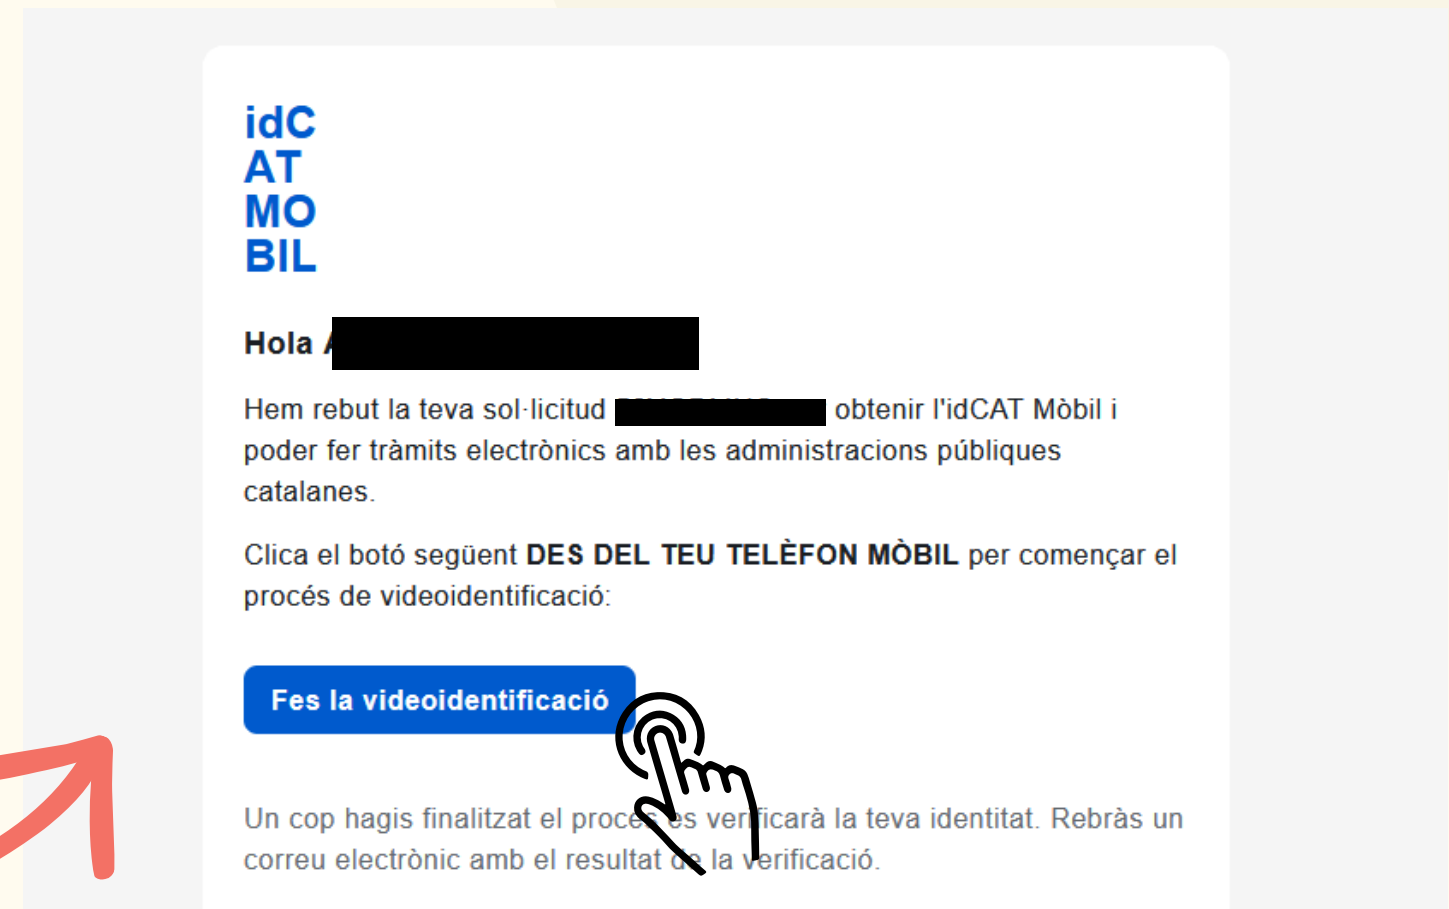 idC
AT
MO
BIL
Hola
Hem rebut la teva sol·licitud obtenir l'idCAT Mòbil i
poder fer tràmits electrònics amb les administracions públiques
catalanes.
Clica el botó següent DES DEL TEU TELÈFON MÒBIL per començar el
procés de videoidentificació:
Fes la videoidentificació
Un cop hagis finalitzat el procés es verificarà la teva identitat. Rebràs un
correu electrònic amb el resultat de la verificació.